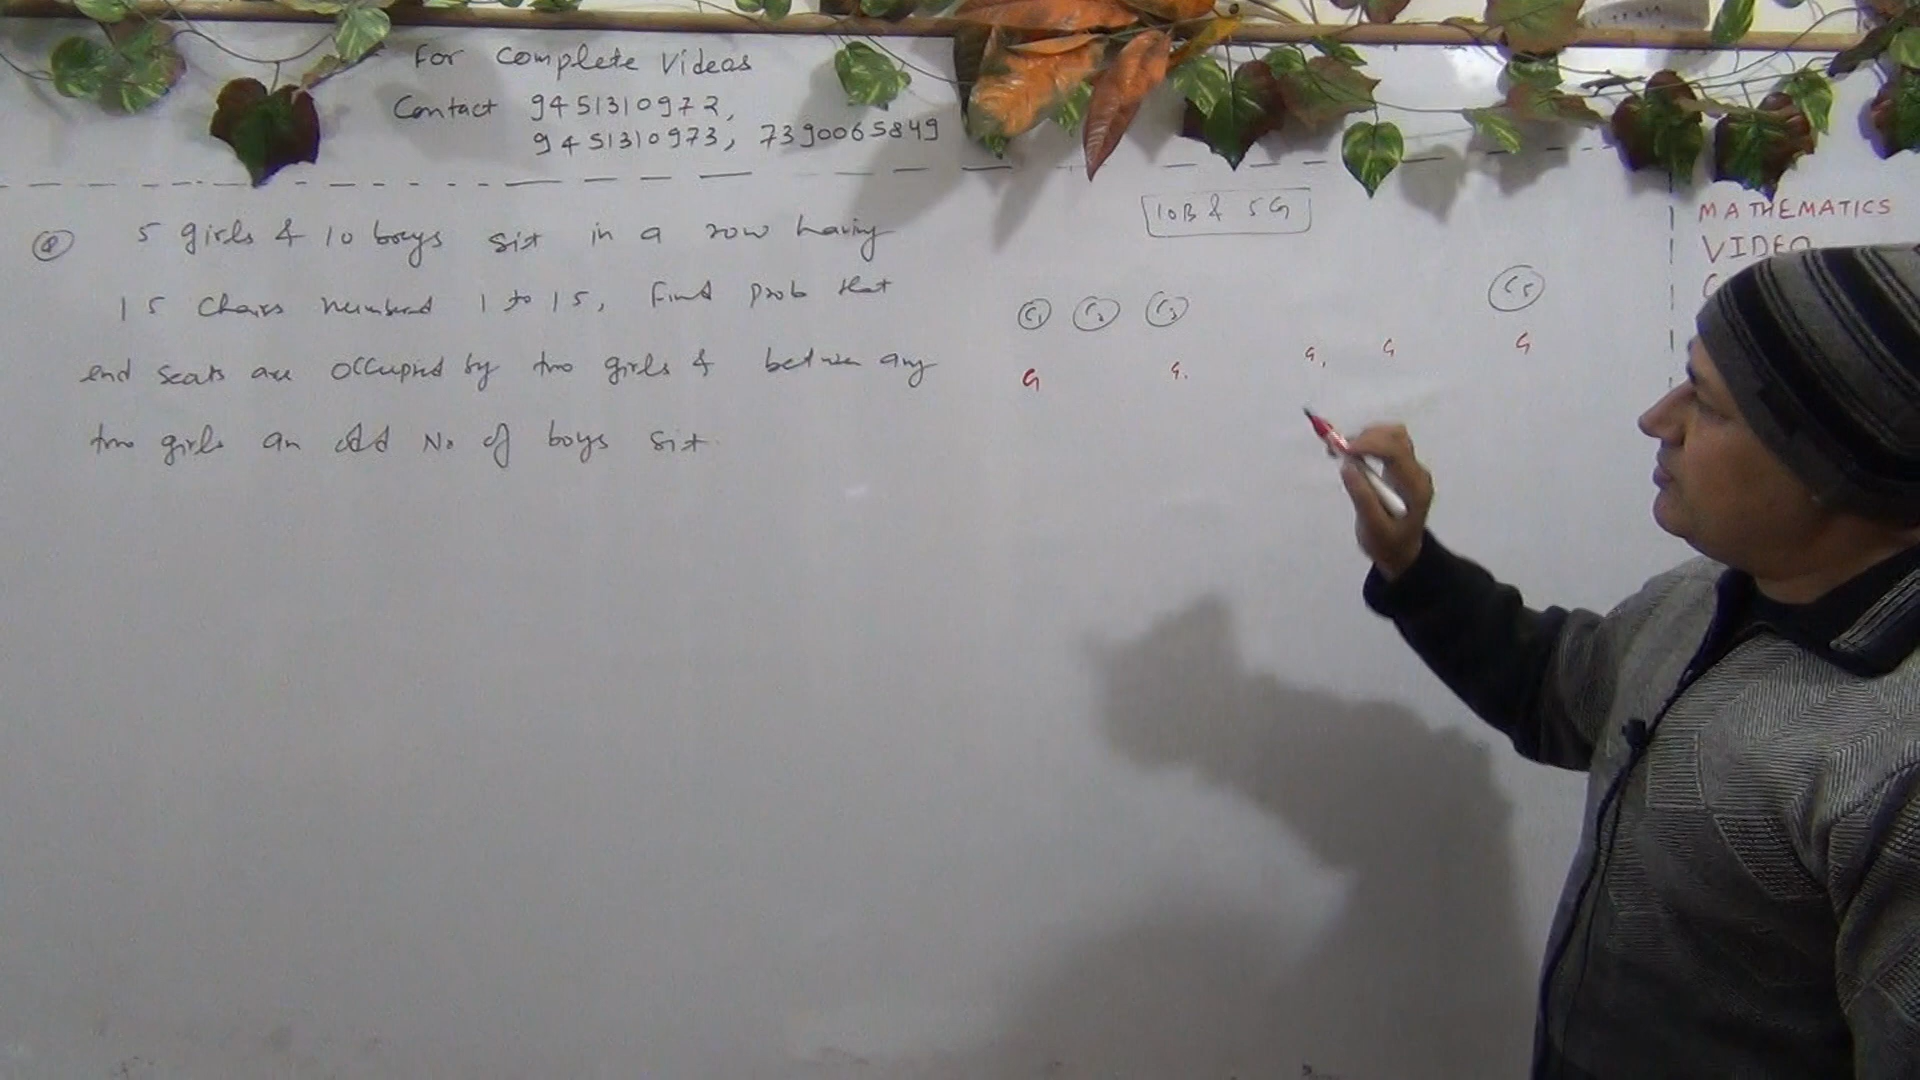 For Complete Videos
Contact 9451310972,
9451310973, 7390065849
Q 5 girls & 10 boys sit in a row having
15 Chairs numbered 1 to 15, Find prob that
end seats are occupied by two girls & between any
two girls an odd No of boys sit.
10B & 5G
C1 C2 C3 C15
G G. G, G G
MATHEMATICS
VIDEO